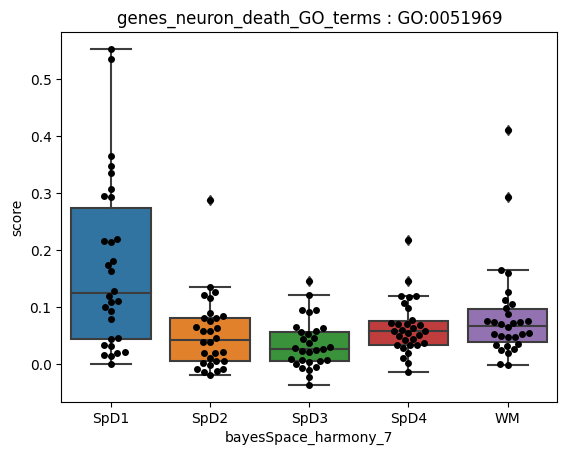 genes_neuron_death_GO_terms : GO:0051969
score
0.5
0.4
0.3
0.2
0.1
0.0
SpD1 SpD2 SpD3 SpD4 WM
bayesSpace_harmony_7